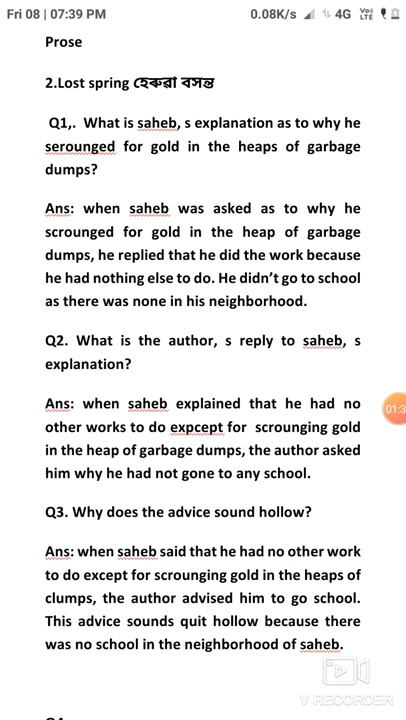 Fri 08 | 07:39 PM 0.08K/s 4G Vo) LTE
Prose
2.Lost spring হেৰুৱা বসন্ত
Q1,. What is saheb, s explanation as to why he
serounged for gold in the heaps of garbage
dumps?
Ans: when saheb was asked as to why he
scrounged for gold in the heap of garbage
dumps, he replied that he did the work because
he had nothing else to do. He didn't go to school
as there was none in his neighborhood.
Q2. What is the author, s reply to saheb, s
explanation?
Ans: when saheb explained that he had no
other works to do expcept for scrounging gold
in the heap of garbage dumps, the author asked
him why he had not gone to any school.
01:3
Q3. Why does the advice sound hollow?
Ans: when saheb said that he had no other work
to do except for scrounging gold in the heaps of
clumps, the author advised him to go school.
This advice sounds quit hollow because there
was no school in the neighborhood of saheb.
V RECORDER